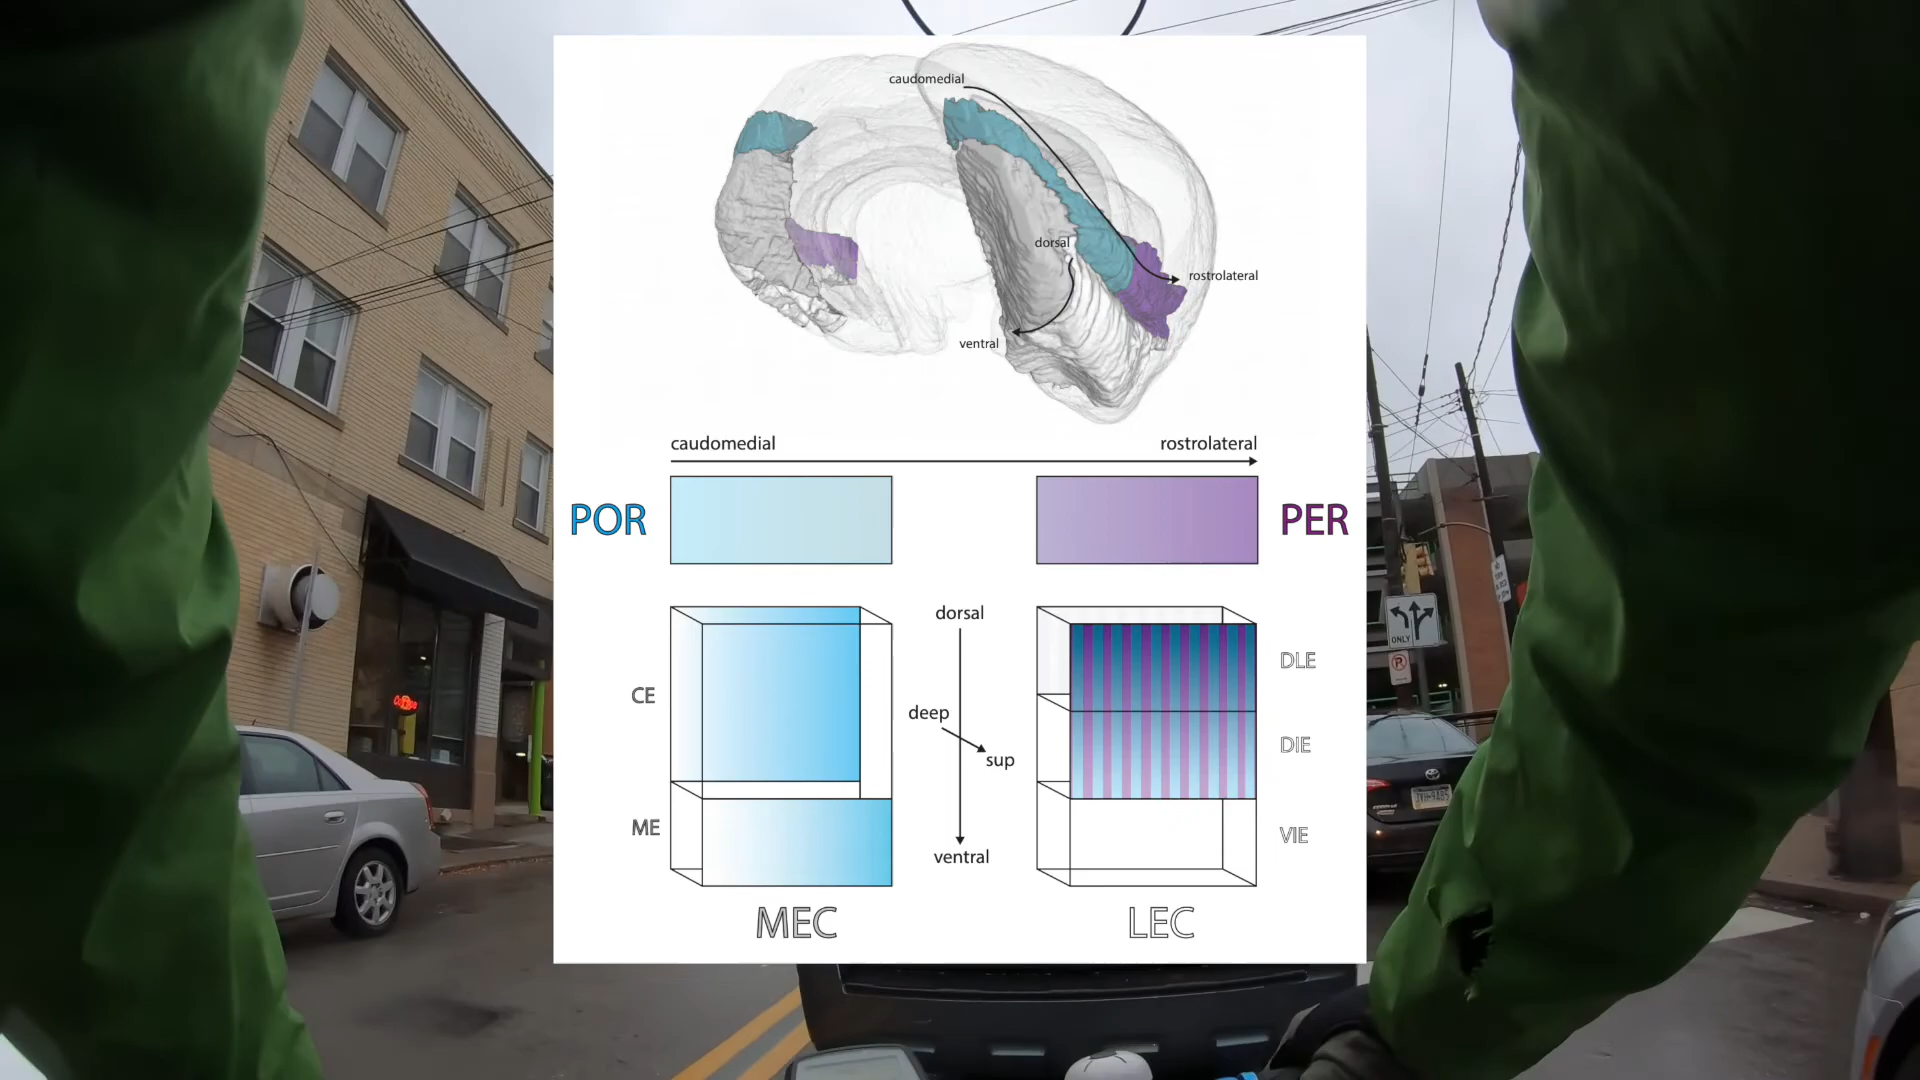 caudomedial
dorsal
rostrolateral
ventral
caudomedial
rostrolateral
POR
PER
dorsal
CE
DLE
deep
sup
DIE
ME
VIE
ventral
MEC
LEC
ONLY